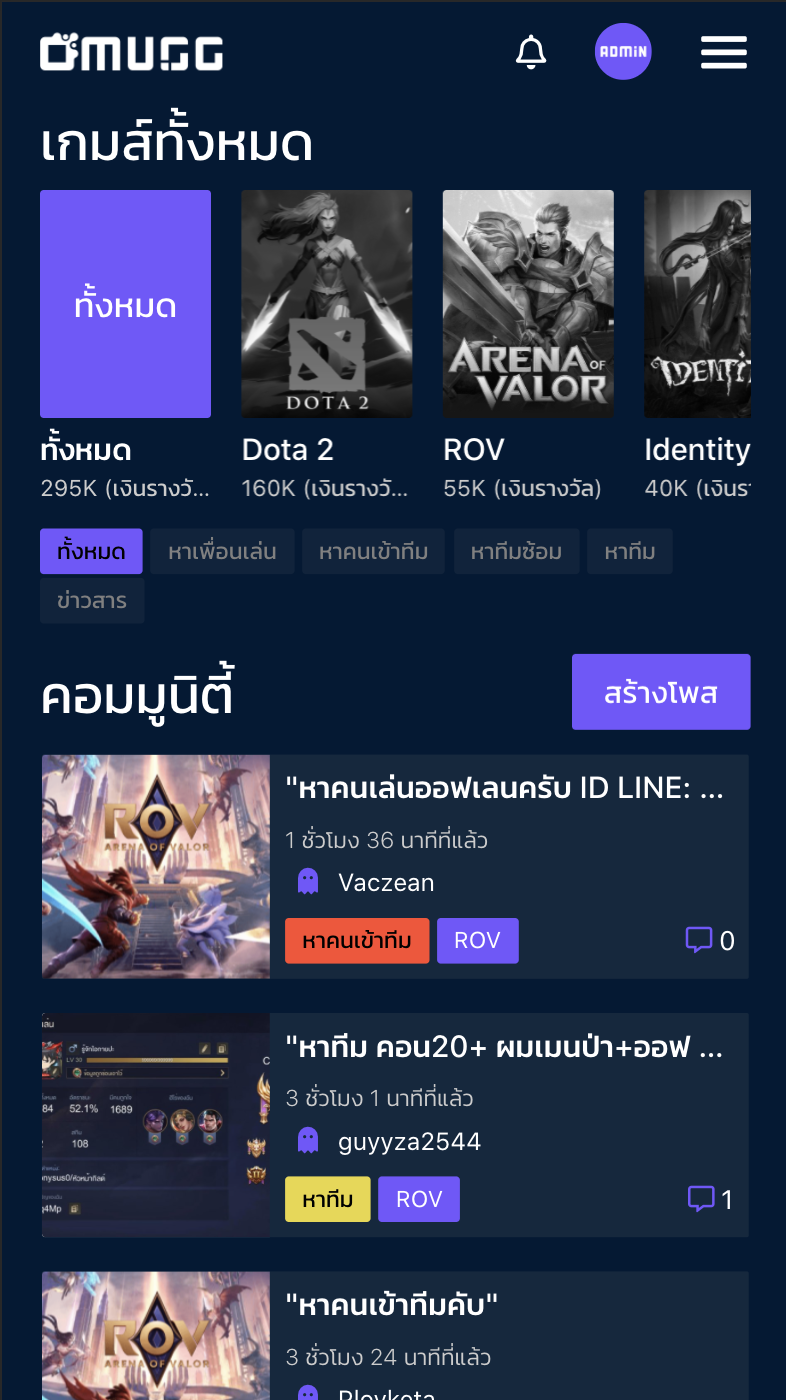 OMUGG
ADMIN
เกมส์ทั้งหมด
ทั้งหมด
DOTA 2
ARENA OF
VALOR
ทั้งหมด
Dota 2
ROV
Identity
295K (เงินรางวั...
160K (เงินรางวั...
55K (เงินรางวัล)
40K (เงินรา
ทั้งหมด
หาเพื่อนเล่น
หาคนเข้าทีม
หาทีมซ้อม
หาทีม
ข่าวสาร
คอมมูนิตี้
สร้างโพส
ROV
ARENA OF VALOR
"หาคนเล่นออฟเลนครับ ID LINE: ...
1 ชั่วโมง 36 นาทีที่แล้ว
Vaczean
หาคนเข้าทีม
ROV
0
LV 30
84
52.1%
1689
108
"หาทีม คอน20+ ผมเมนป่า+ออฟ ...
3 ชั่วโมง 1 นาทีที่แล้ว
guyyza2544
หาทีม
ROV
1
ROV
ARENA OF VALOR
"หาคนเข้าทีมคับ"
3 ชั่วโมง 24 นาทีที่แล้ว